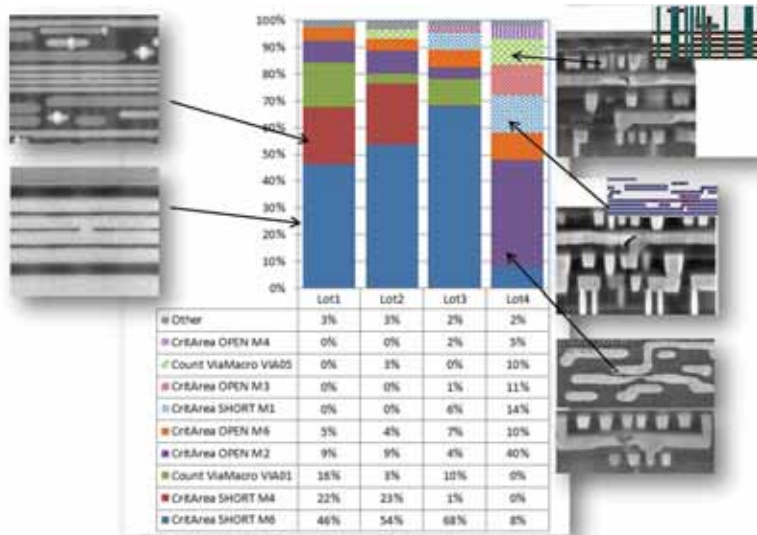 100%
90%
80%
70%
60%
50%
40%
30%
20%
10%
0%
Lot1 Lot2 Lot3 Lot4
Other 3% 3% 2% 2%
CritArea OPEN M4 0% 0% 2% 5%
Count ViaMacro VIA05 0% 3% 0% 10%
CritArea OPEN M3 0% 0% 1% 11%
CritArea SHORT M1 0% 0% 6% 14%
CritArea OPEN M6 5% 4% 7% 10%
CritArea OPEN M2 9% 9% 4% 40%
Count ViaMacro VIA01 16% 3% 10% 0%
CritArea SHORT M4 22% 23% 1% 0%
CritArea SHORT M6 46% 54% 68% 8%